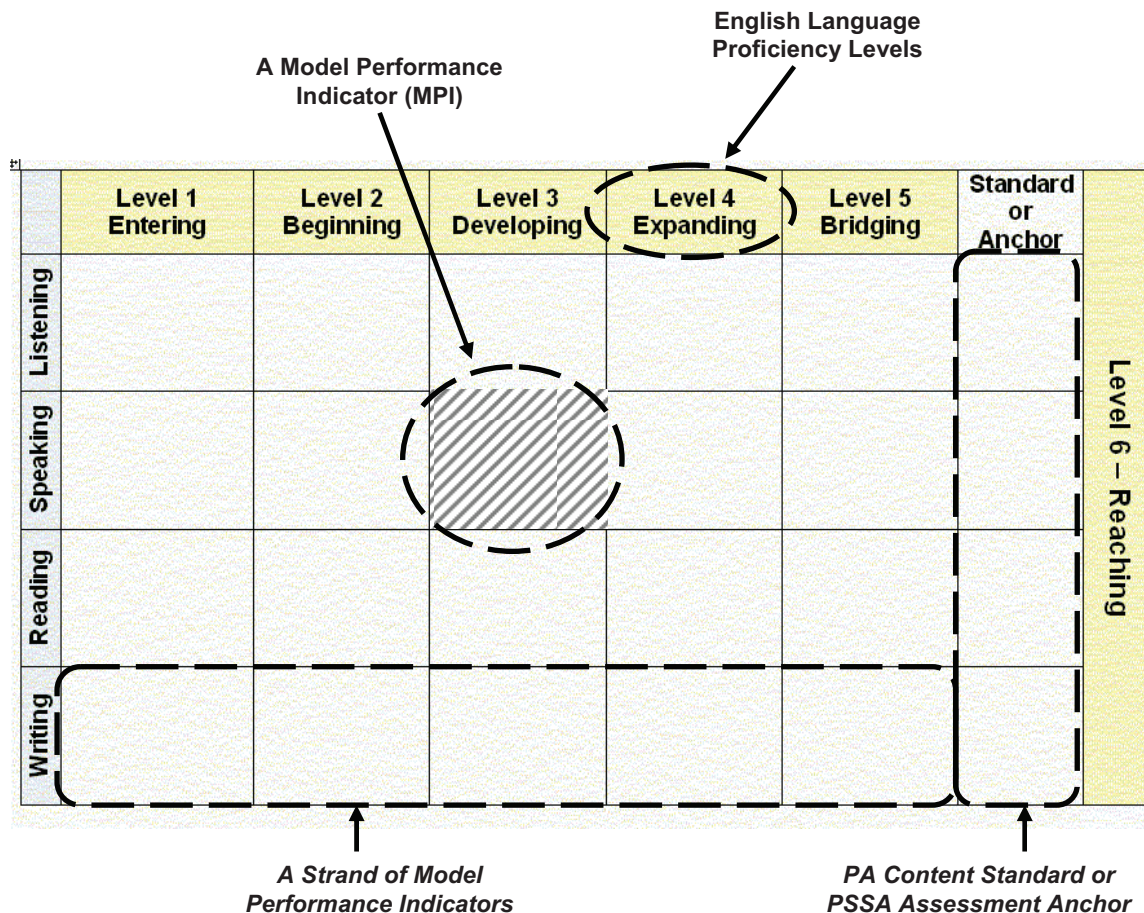 English Language
Proficiency Levels
A Model Performance
Indicator (MPI)
Level 1
Entering
Level 2
Beginning
Level 3
Developing
Level 4
Expanding
Level 5
Bridging
Standard
or
Anchor
Level 6 – Reaching
Listening
Speaking
Reading
Writing
A Strand of Model
Performance Indicators
PA Content Standard or
PSSA Assessment Anchor